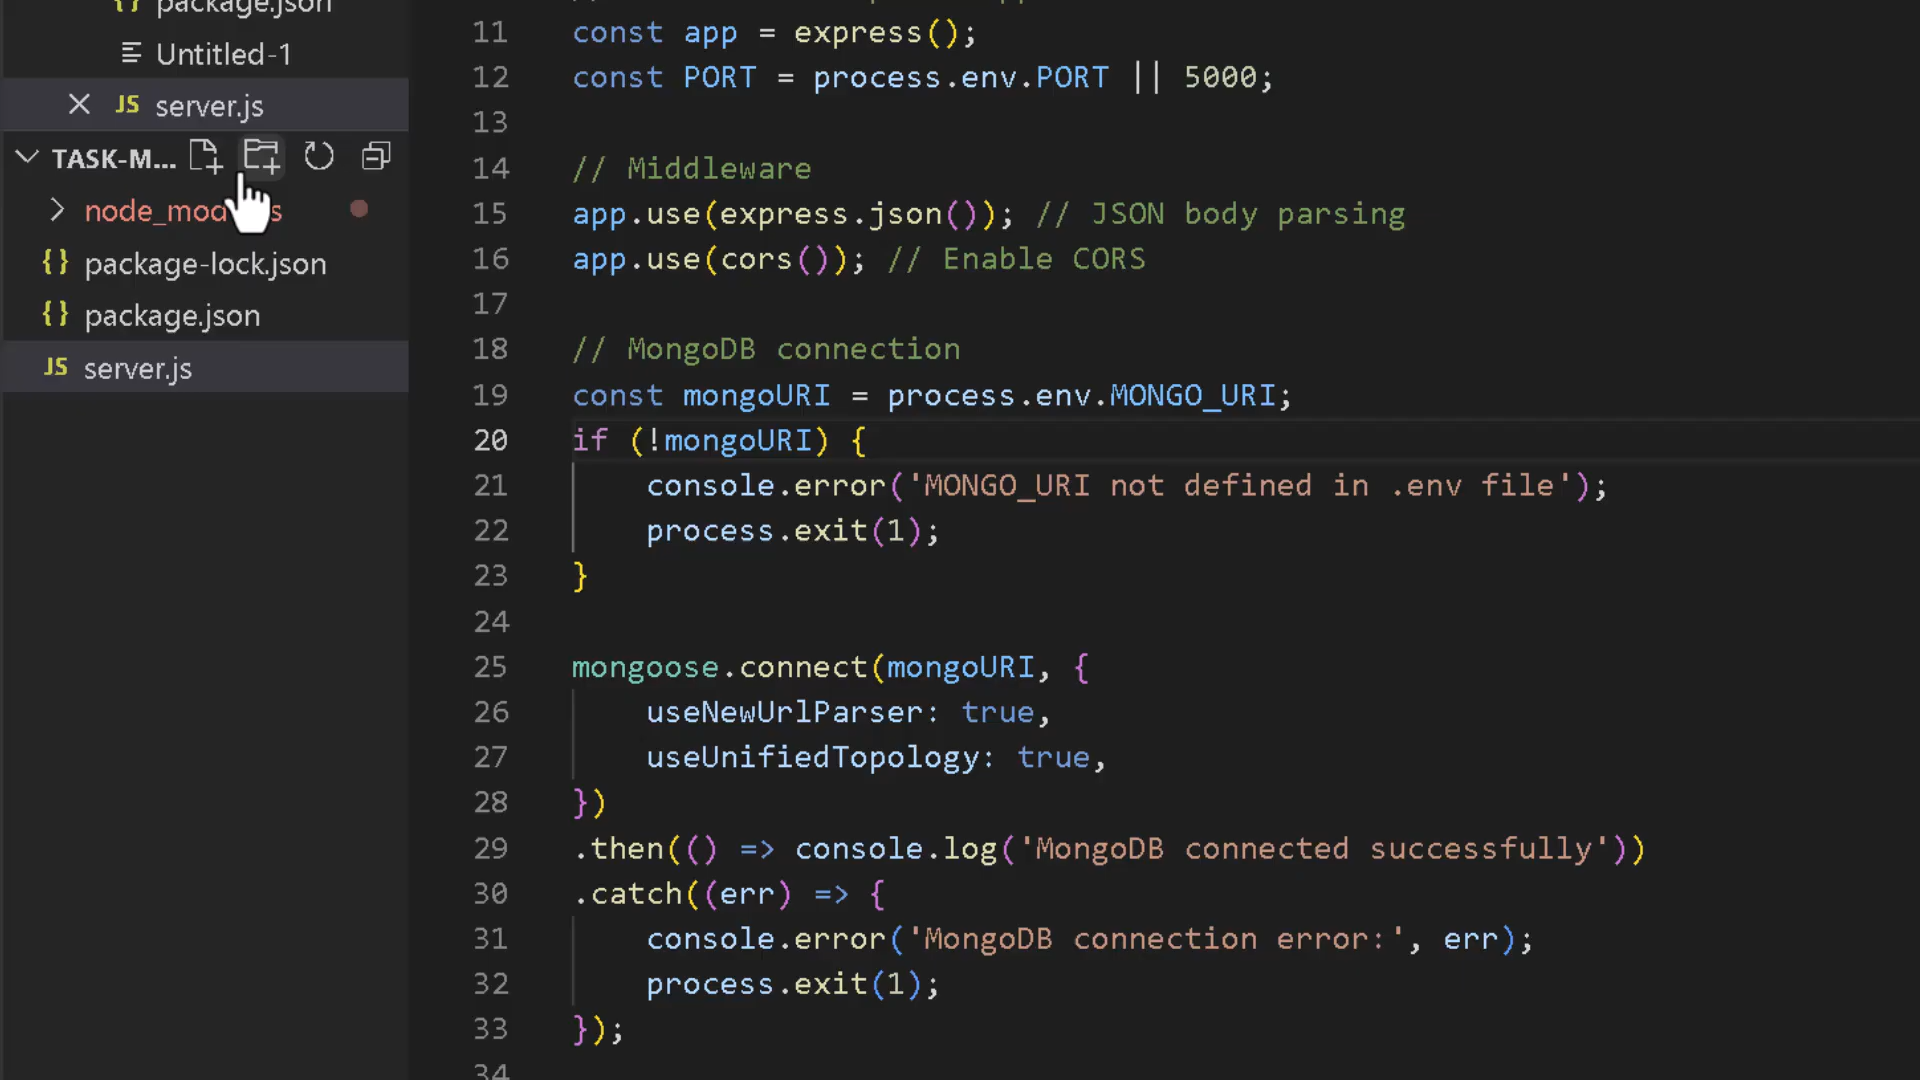 package.json
Untitled-1
JS server.js
TASK-M...
node_mod s
{} package-lock.json
{} package.json
JS server.js
11 const app = express();
12 const PORT = process.env.PORT || 5000;
13
14 // Middleware
15 app.use(express.json()); // JSON body parsing
16 app.use(cors()); // Enable CORS
17
18 // MongoDB connection
19 const mongoURI = process.env.MONGO_URI;
20 if (!mongoURI) {
21 console.error('MONGO_URI not defined in .env file');
22 process.exit(1);
23 }
24
25 mongoose.connect(mongoURI, {
26 useNewUrlParser: true,
27 useUnifiedTopology: true,
28 })
29 .then(() => console.log('MongoDB connected successfully'))
30 .catch((err) => {
31 console.error('MongoDB connection error:', err);
32 process.exit(1);
33 });
34